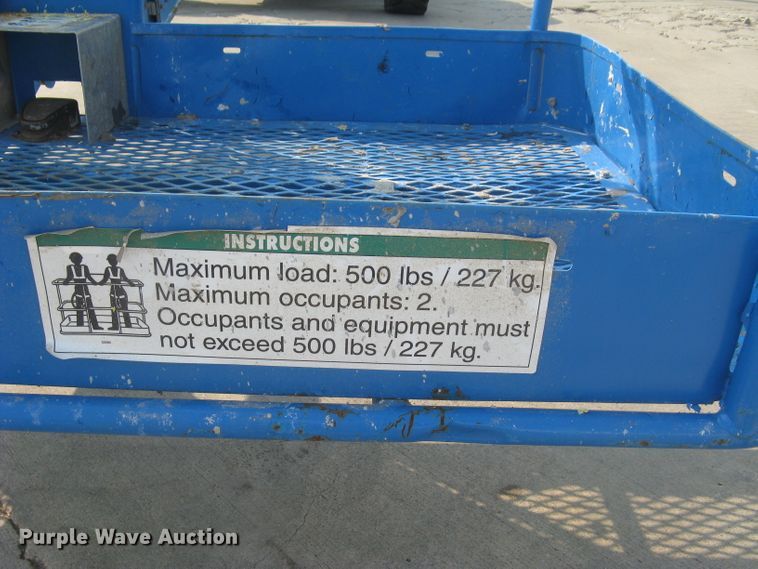 INSTRUCTIONS
Maximum load: 500 lbs / 227 kg.
Maximum occupants: 2.
Occupants and equipment must
not exceed 500 lbs / 227 kg.
Purple Wave Auction